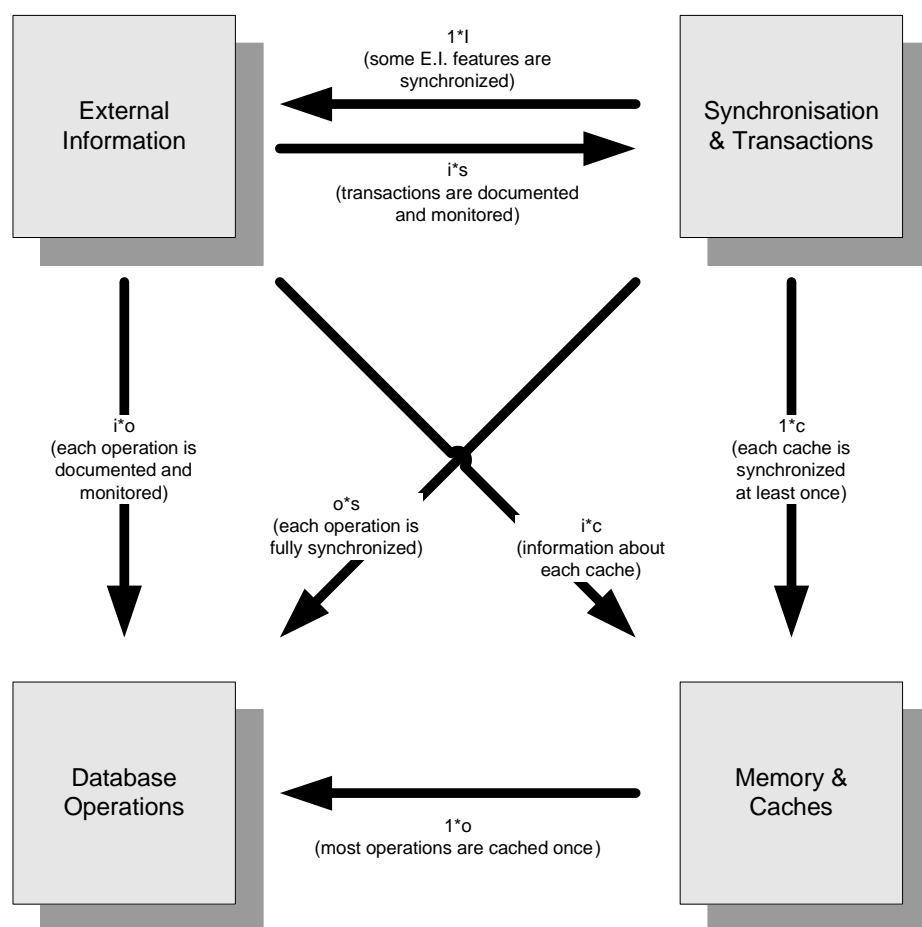 1*I
(some E.I. features are
synchronized)
External
Information
Synchronisation
& Transactions
i*s
(transactions are documented
and monitored)
i*o
(each operation is
documented and
monitored)
1*c
(each cache is
synchronized
at least once)
o*s
(each operation is
fully synchronized)
i*c
(information about
each cache)
Database
Operations
Memory &
Caches
1*o
(most operations are cached once)